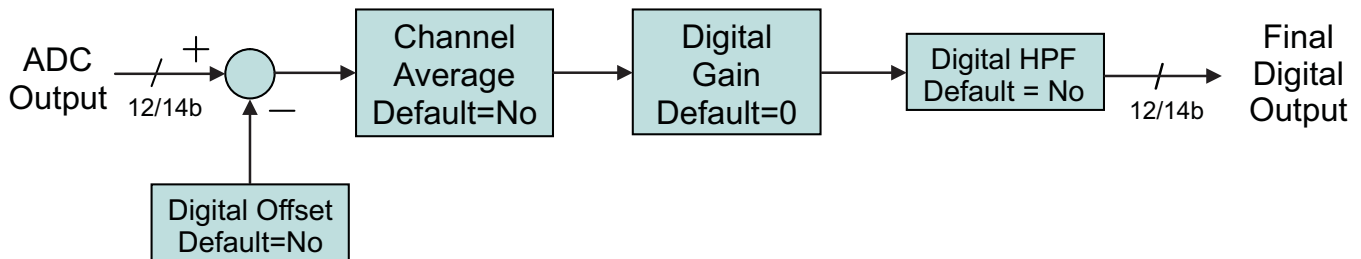 ADC
Output
12/14b
+
−
Digital Offset
Default=No
Channel
Average
Default=No
Digital
Gain
Default=0
Digital HPF
Default = No
12/14b
Final
Digital
Output